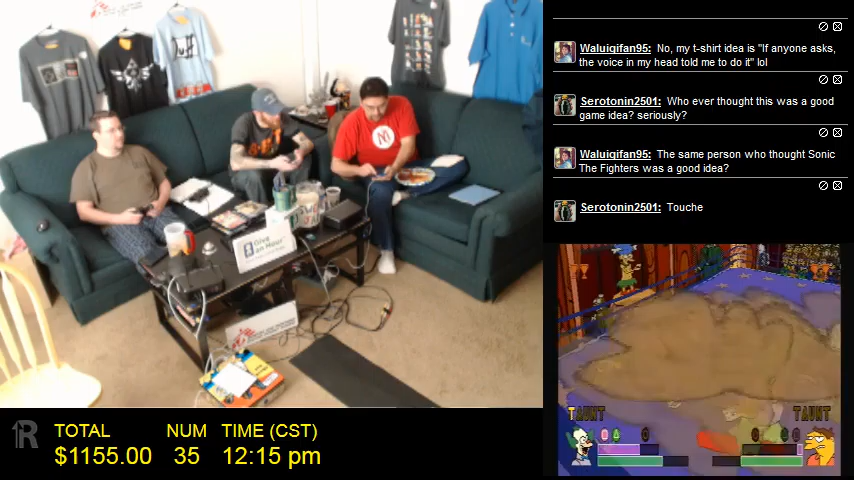 Waluigifan95: No, my t-shirt idea is "If anyone asks,
the voice in my head told me to do it" lol
Serotonin2501: Who ever thought this was a good
game idea? seriously?
Waluigifan95: The same person who thought Sonic
The Fighters was a good idea?
Serotonin2501: Touche
Give
an Hour
TAUNT
TAUNT
R
TOTAL
NUM
TIME (CST)
$1155.00
35
12:15 pm